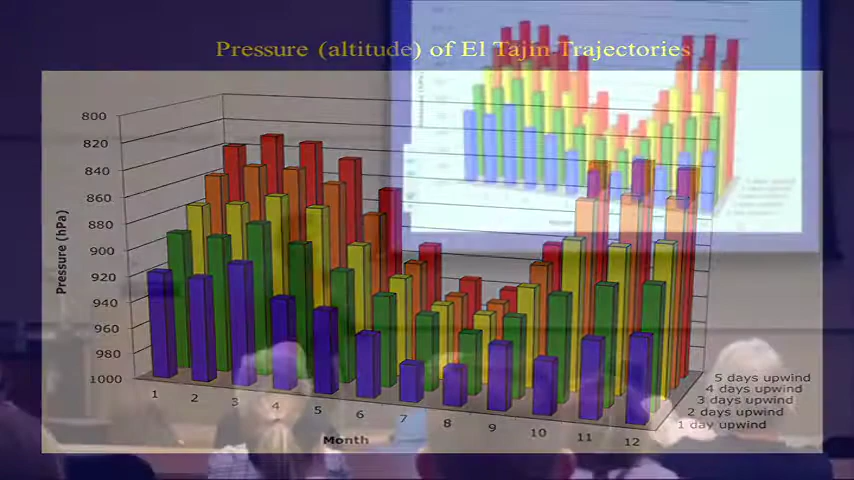 Pressure (altitude) of El Tajin Trajectories
800
820
840
860
880
900
920
940
960
980
1000
Pressure (hPa)
1
2
3
4
5
6
7
8
9
10
11
12
Month
5 days upwind
4 days upwind
3 days upwind
2 days upwind
1 day upwind